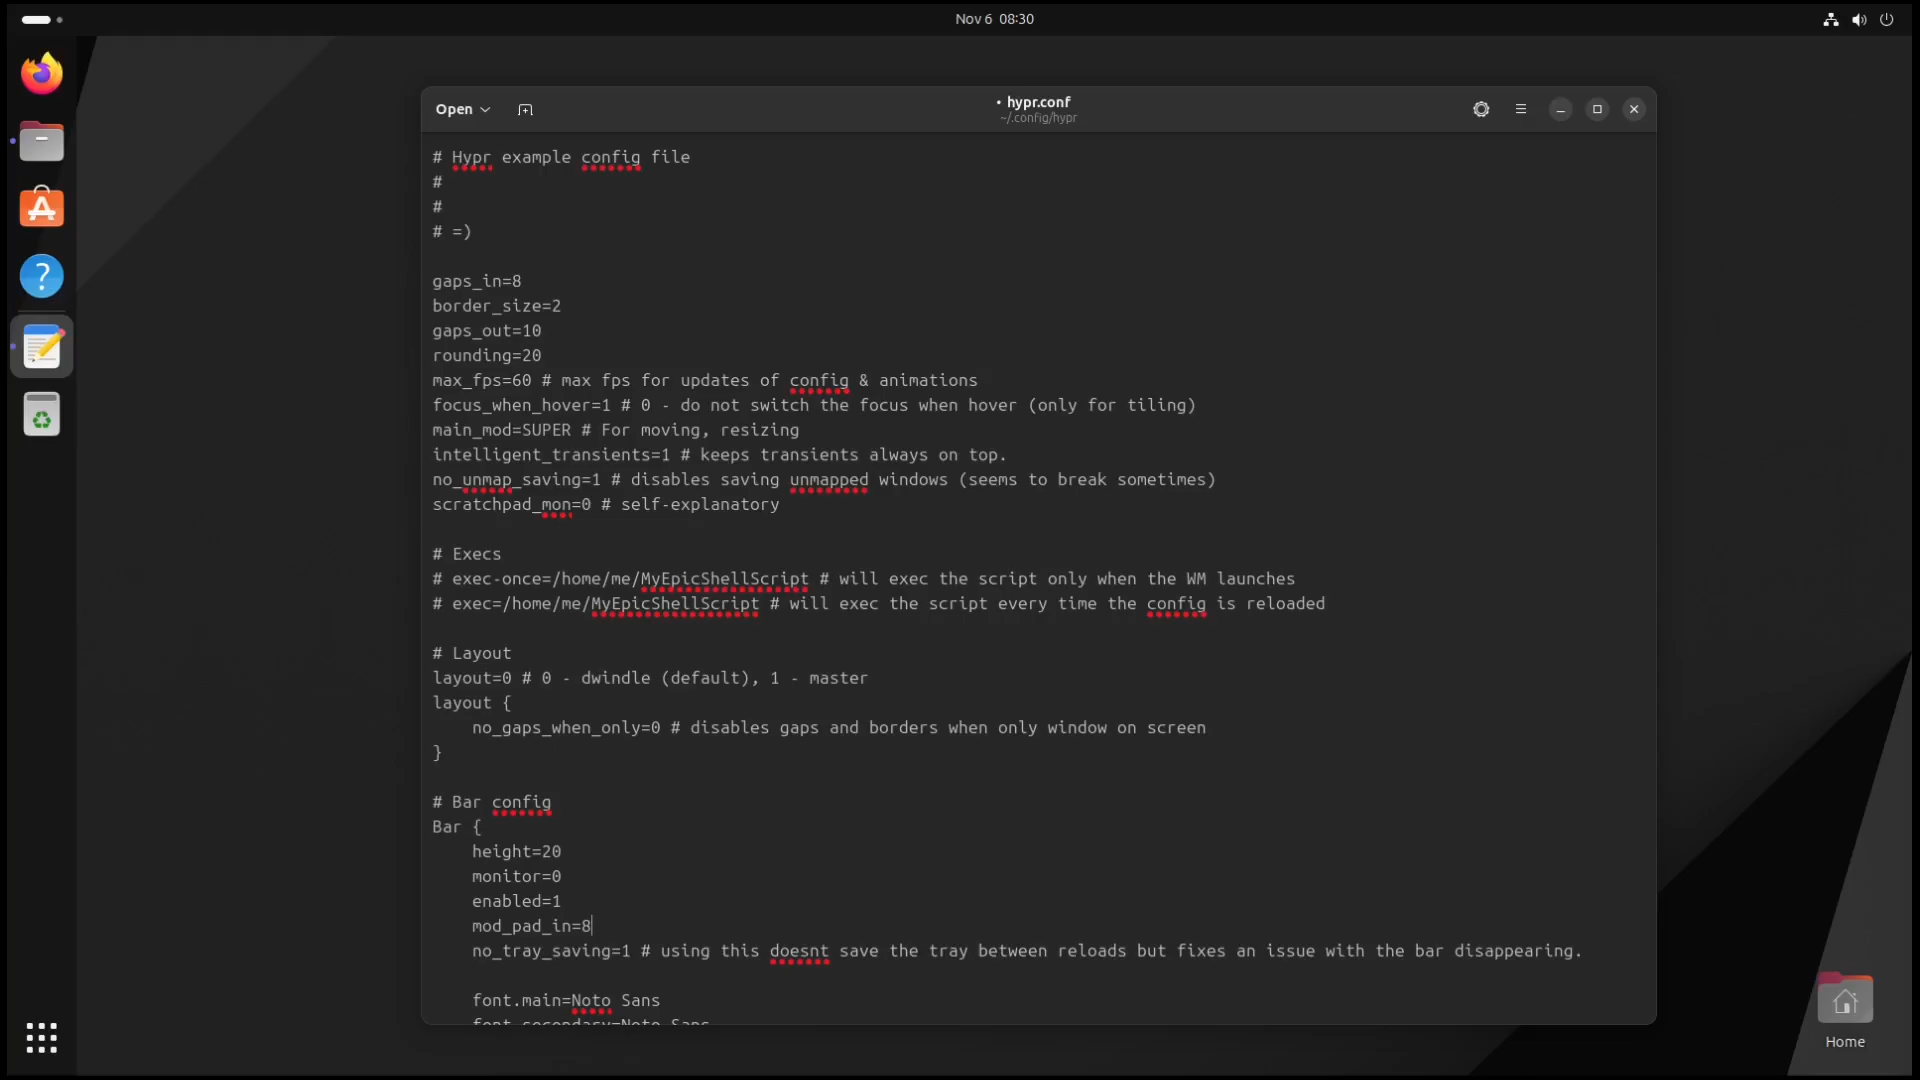 Nov 6 08:30
Open
• hypr.conf
~/.config/hypr
# Hypr example config file
#
#
# =)
gaps_in=8
border_size=2
gaps_out=10
rounding=20
max_fps=60 # max fps for updates of config & animations
focus_when_hover=1 # 0 - do not switch the focus when hover (only for tiling)
main_mod=SUPER # For moving, resizing
intelligent_transients=1 # keeps transients always on top.
no_unmap_saving=1 # disables saving unmapped windows (seems to break sometimes)
scratchpad_mon=0 # self-explanatory
# Execs
# exec-once=/home/me/MyEpicShellScript # will exec the script only when the WM launches
# exec=/home/me/MyEpicShellScript # will exec the script every time the config is reloaded
# Layout
layout=0 # 0 - dwindle (default), 1 - master
layout {
    no_gaps_when_only=0 # disables gaps and borders when only window on screen
}
# Bar config
Bar {
    height=20
    monitor=0
    enabled=1
    mod_pad_in=8
    no_tray_saving=1 # using this doesnt save the tray between reloads but fixes an issue with the bar disappearing.
    font.main=Noto Sans
    font.secondary=Noto Sans
Home